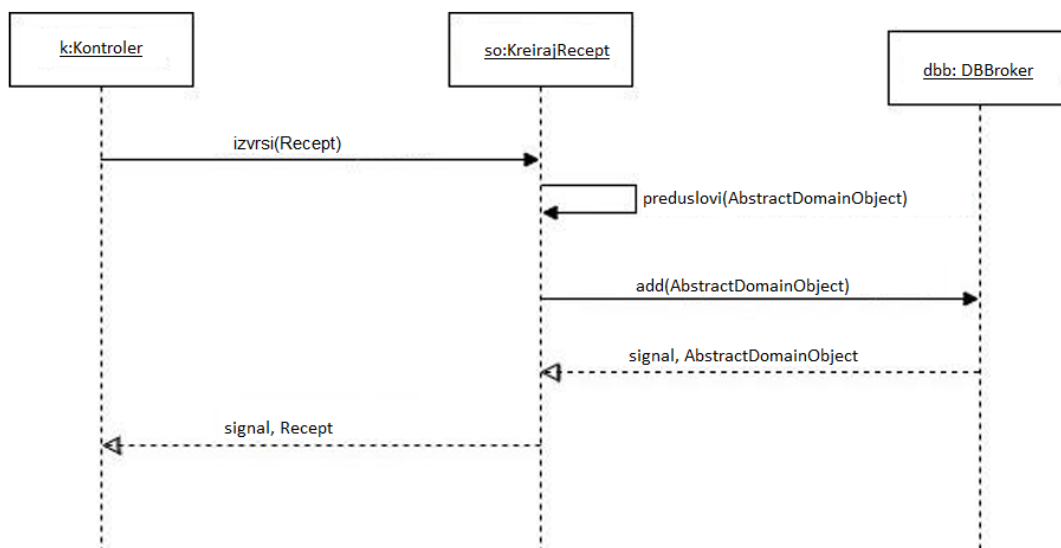 k:Kontroler
so:KreirajRecept
dbb: DBBroker
izvrsi(Recept)
preduslovi(AbstractDomainObject)
add(AbstractDomainObject)
signal, AbstractDomainObject
signal, Recept